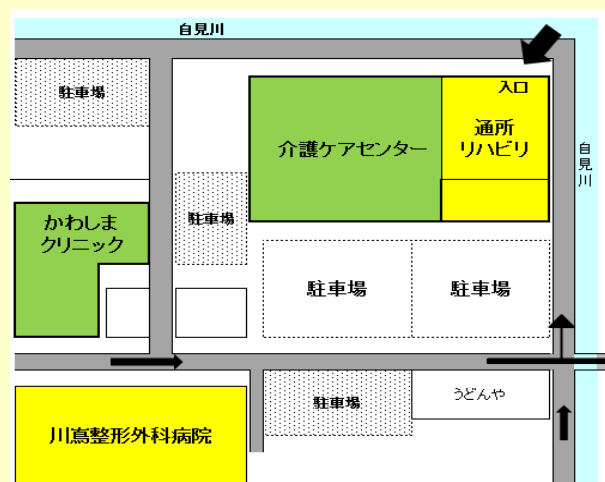 自見川
駐車場
入口
通所
リハビリ
介護ケアセンター
自見川
駐車場
かわしま
クリニック
駐車場
駐車場
うどんや
駐車場
川嶌整形外科病院